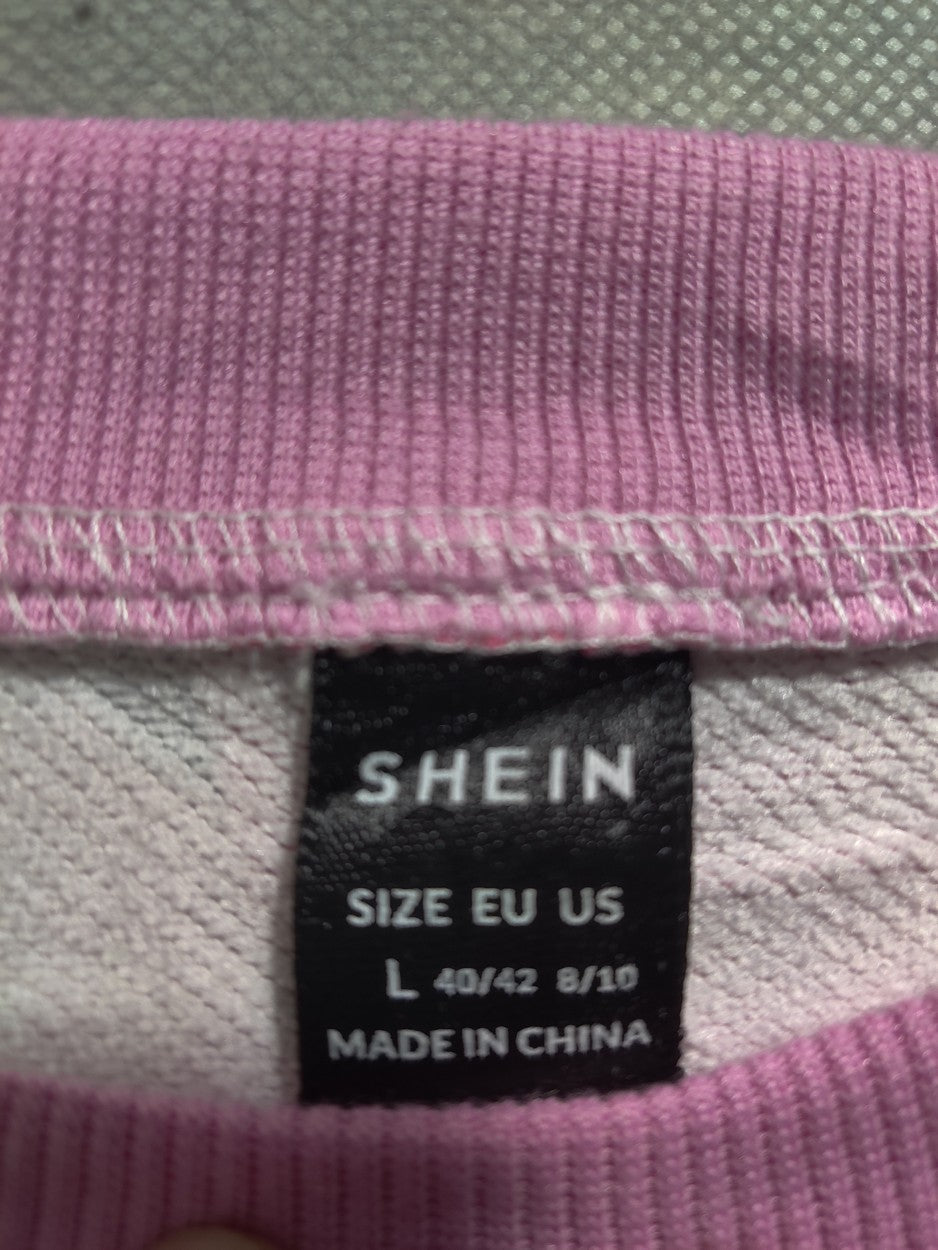 SHEIN
SIZE EU US
L 40/42 8/10
MADE IN CHINA